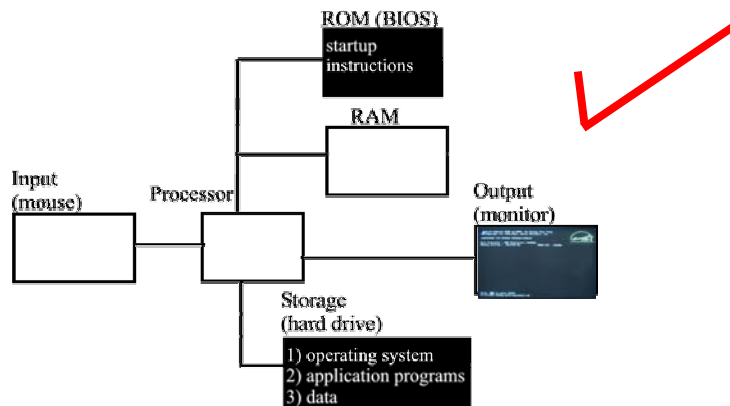 ROM (BIOS)
startup
instructions
RAM
Input
(mouse)
Processor
Output
(monitor)
Storage
(hard drive)
1) operating system
2) application programs
3) data